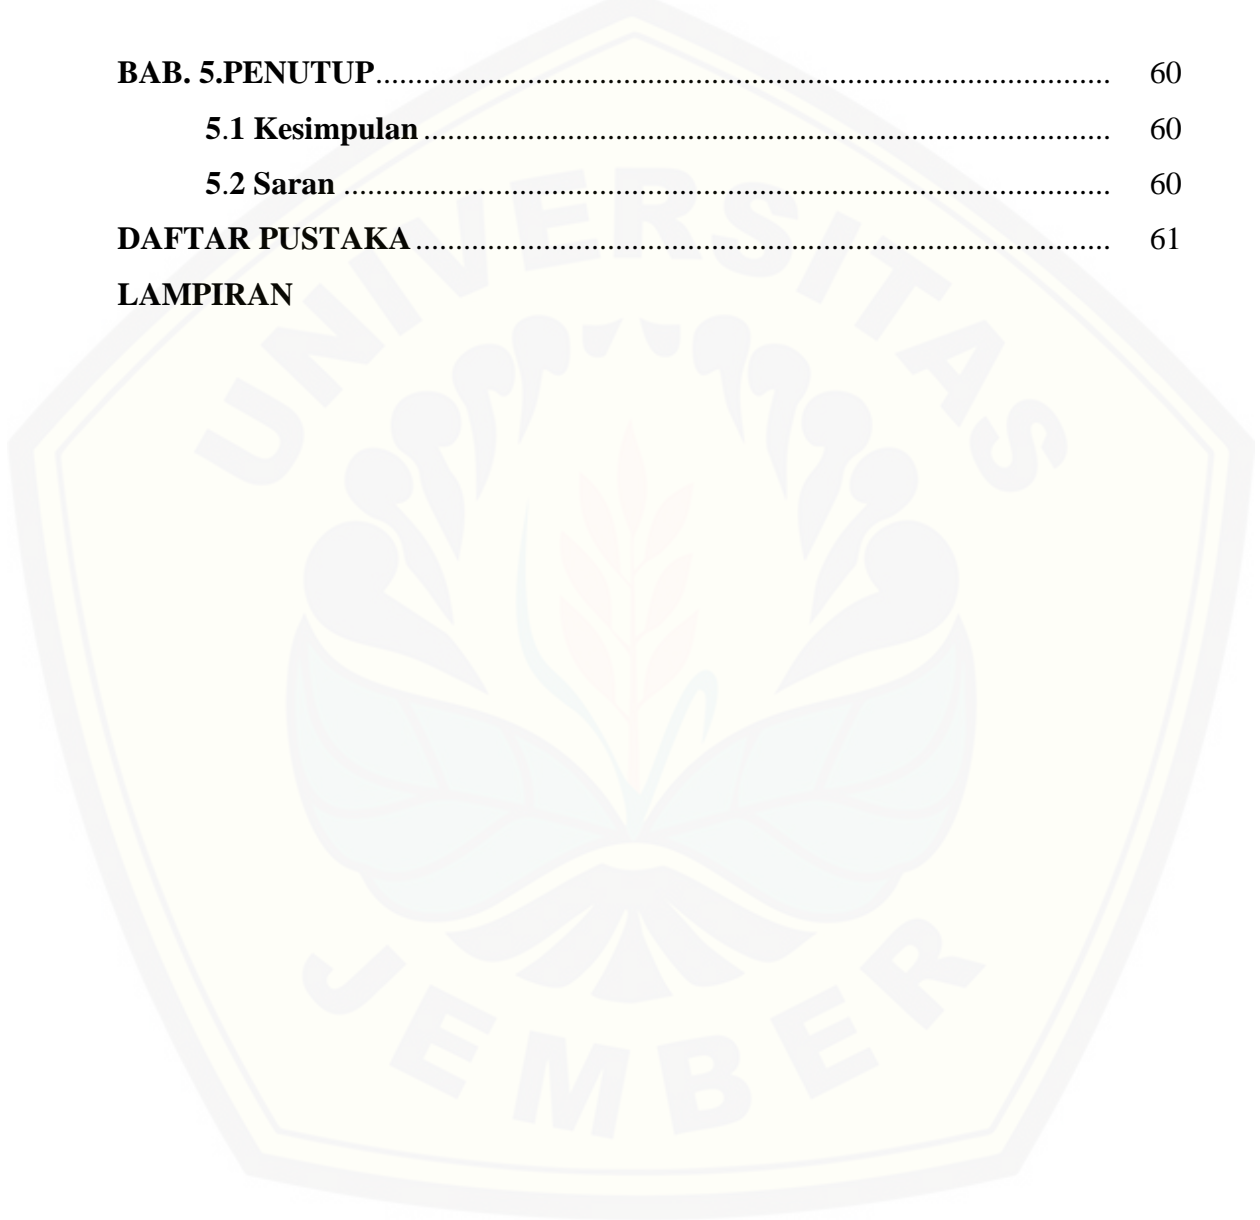 BAB. 5.PENUTUP........................................................................................ 60
5.1 Kesimpulan................................................................................... 60
5.2 Saran ............................................................................................. 60
DAFTAR PUSTAKA.................................................................................... 61
LAMPIRAN
UNIVERSITAS
JEMBER